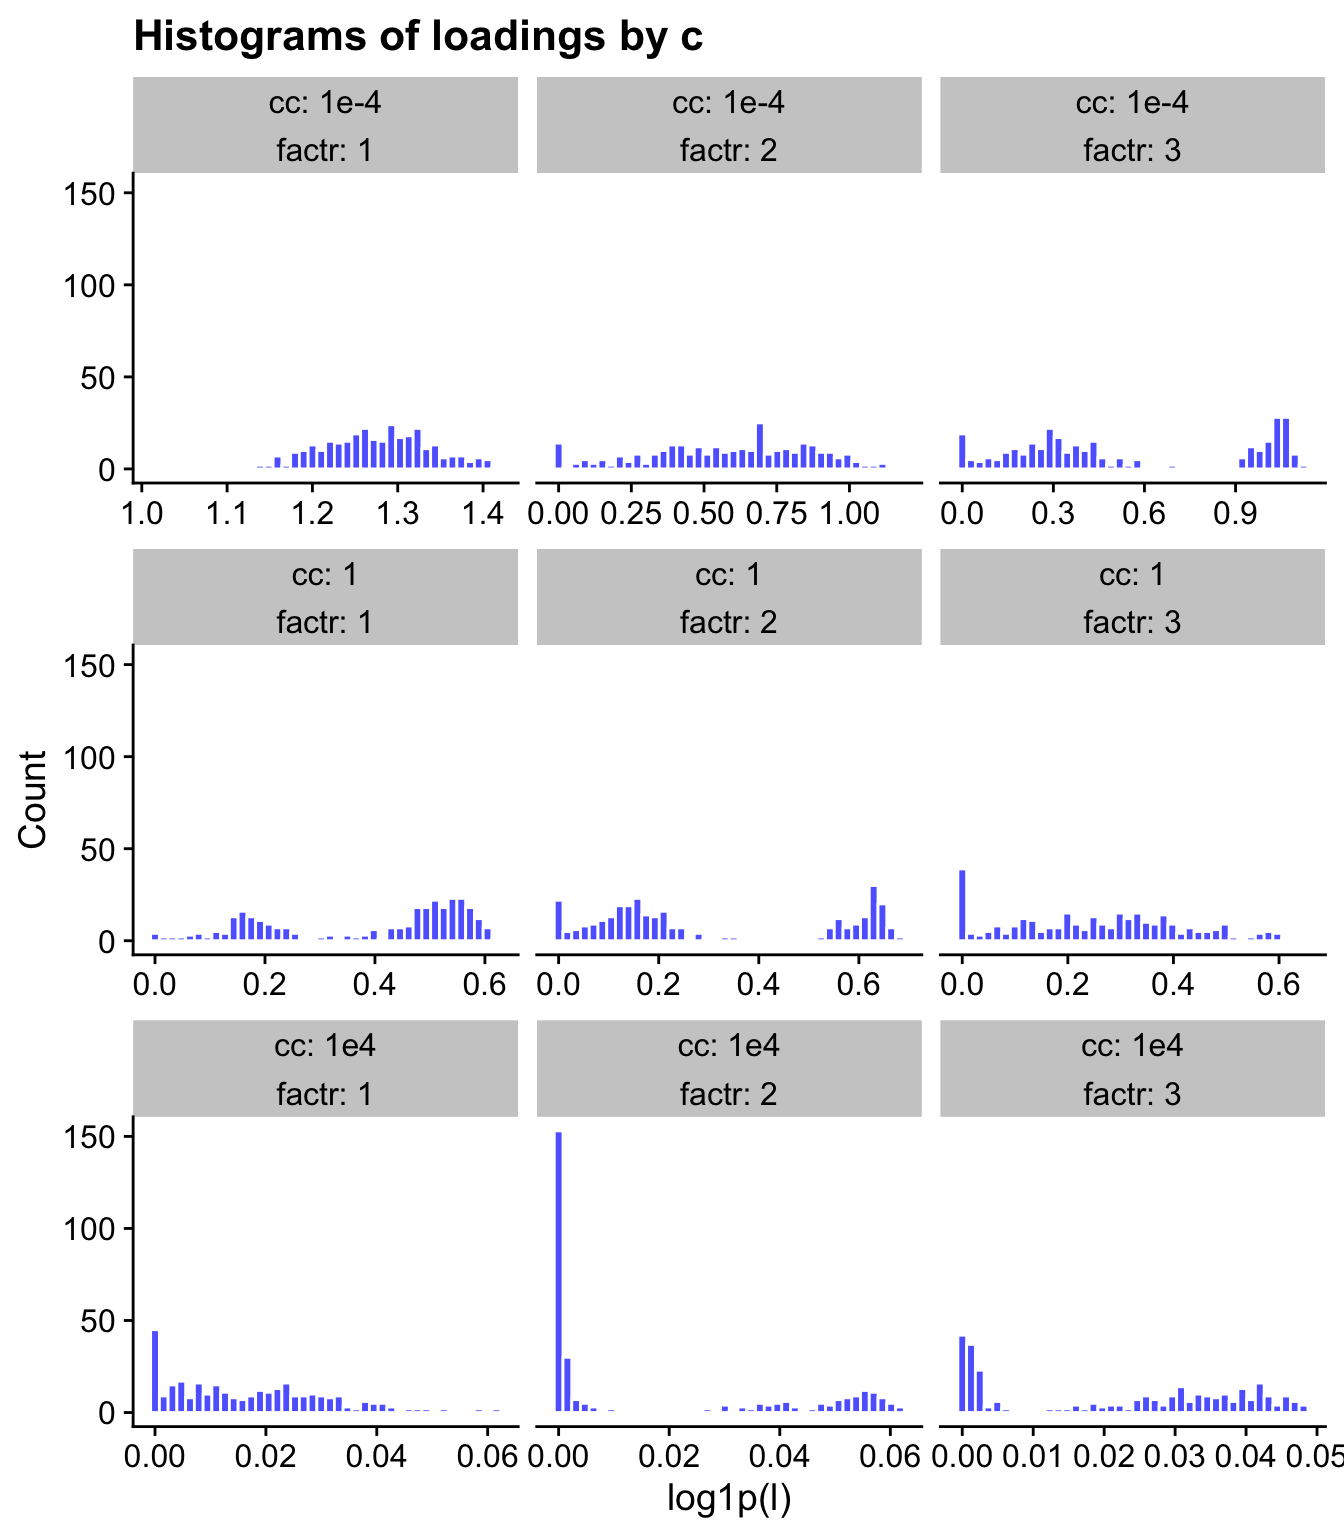 Histograms of loadings by c
cc: 1e-4
factr: 1
cc: 1e-4
factr: 2
cc: 1e-4
factr: 3
150
100
50
0
1.0 1.1 1.2 1.3 1.4
0.00 0.25 0.50 0.75 1.00
0.0 0.3 0.6 0.9
cc: 1
factr: 1
cc: 1
factr: 2
cc: 1
factr: 3
150
100
50
0
0.0 0.2 0.4 0.6
0.0 0.2 0.4 0.6
0.0 0.2 0.4 0.6
Count
cc: 1e4
factr: 1
cc: 1e4
factr: 2
cc: 1e4
factr: 3
150
100
50
0
0.00 0.02 0.04 0.06
0.00 0.02 0.04 0.06
0.00 0.01 0.02 0.03 0.04 0.05
log1p(l)